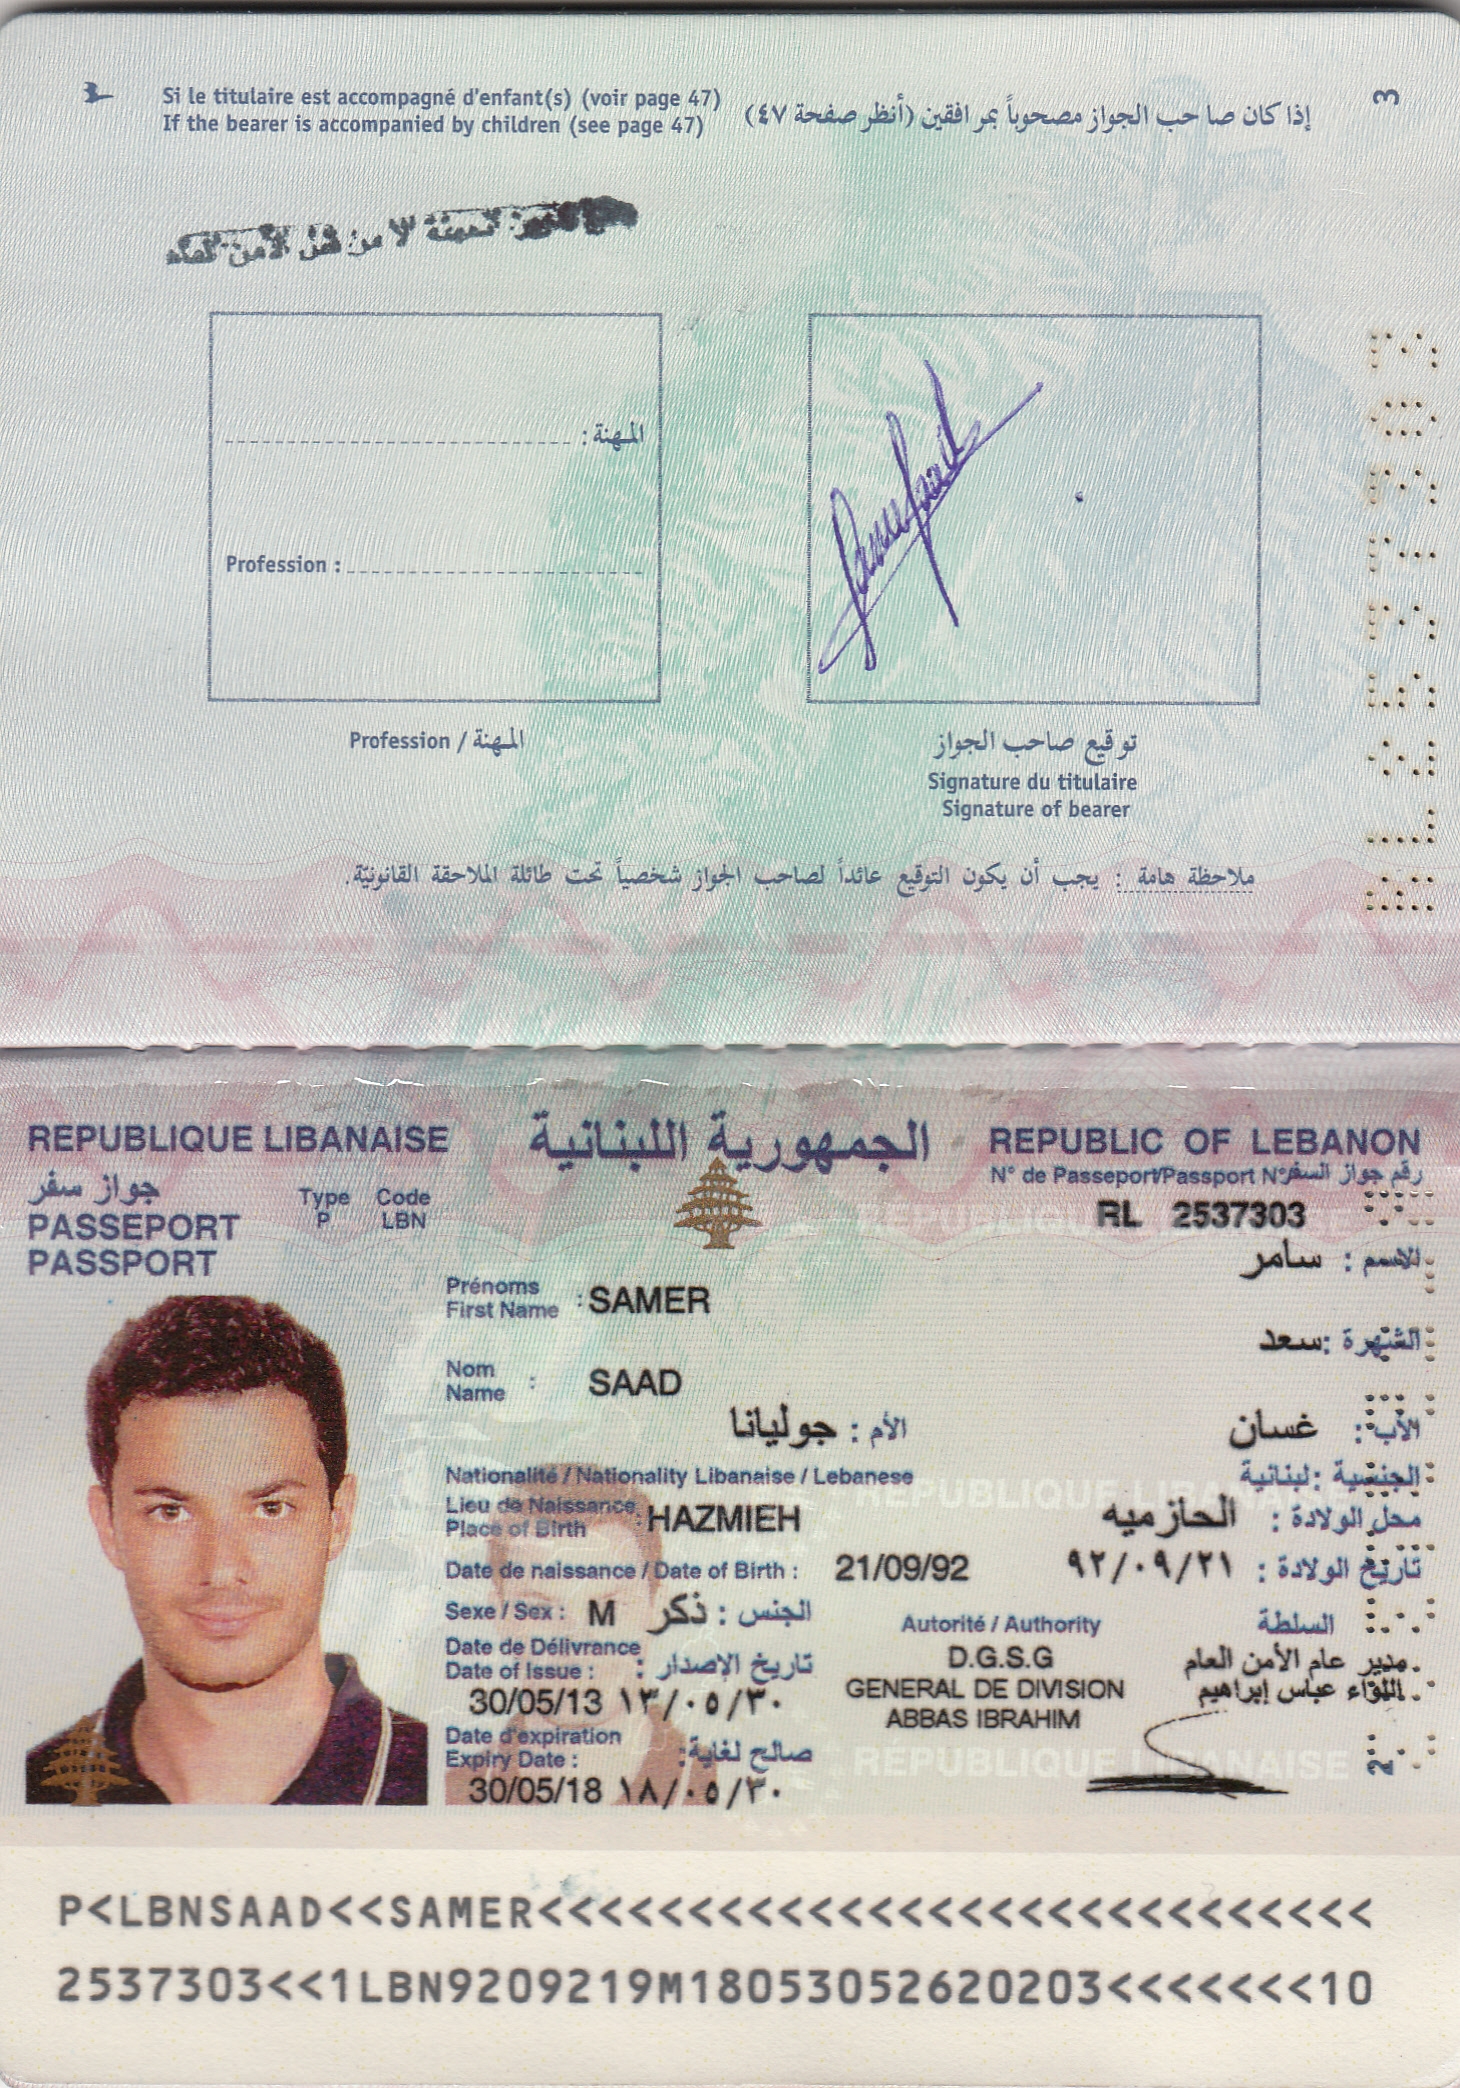 Si le titulaire est accompagné d'enfant(s) (voir page 47)
If the bearer is accompanied by children (see page 47)
إذا كان صاحب الجواز مصحوباً بمرافقين (أنظر صفحة ٤٧)
3
المهنة :
Profession :
Profession / المهنة
توقيع صاحب الجواز
Signature du titulaire
Signature of bearer
ملاحظة هامة : يجب أن يكون التوقيع عائداً لصاحب الجواز شخصياً تحت طائلة الملاحقة القانونيّة.
RL2537303
REPUBLIQUE LIBANAISE
الجمهورية اللبنانية
REPUBLIC OF LEBANON
جواز سفر
PASSEPORT
PASSPORT
Type
P
Code
LBN
N° de Passeport/Passport N° رقم جواز السفر
RL 2537303
الاسم : سامر
Prénoms
First Name : SAMER
الشهرة : سعد
Nom
Name : SAAD
الأب : غسان
الأم : جوليانا
Nationalité / Nationality Libanaise / Lebanese
الجنسية : لبنانية
Lieu de Naissance
Place of Birth : HAZMIEH
محل الولادة : الحازميه
Date de naissance / Date of Birth : 21/09/92
تاريخ الولادة : ٩٢/٠٩/٢١
Sexe / Sex : M
الجنس : ذكر
Autorité / Authority
السلطة
D.G.S.G
GENERAL DE DIVISION
ABBAS IBRAHIM
مدير عام الأمن العام
اللواء عباس إبراهيم
Date de Délivrance
Date of Issue :
تاريخ الاصدار :
30/05/13 ١٣/٠٥/٣٠
Date d'expiration
Expiry Date :
صالح لغاية:
30/05/18 ١٨/٠٥/٣٠
2
REPUBLIQUE LIBANAISE
P<LBNSAAD<<SAMER<<<<<<<<<<<<<<<<<<<<<<<<<<<<
2537303<<1LBN9209219M18053052620203<<<<<<<10